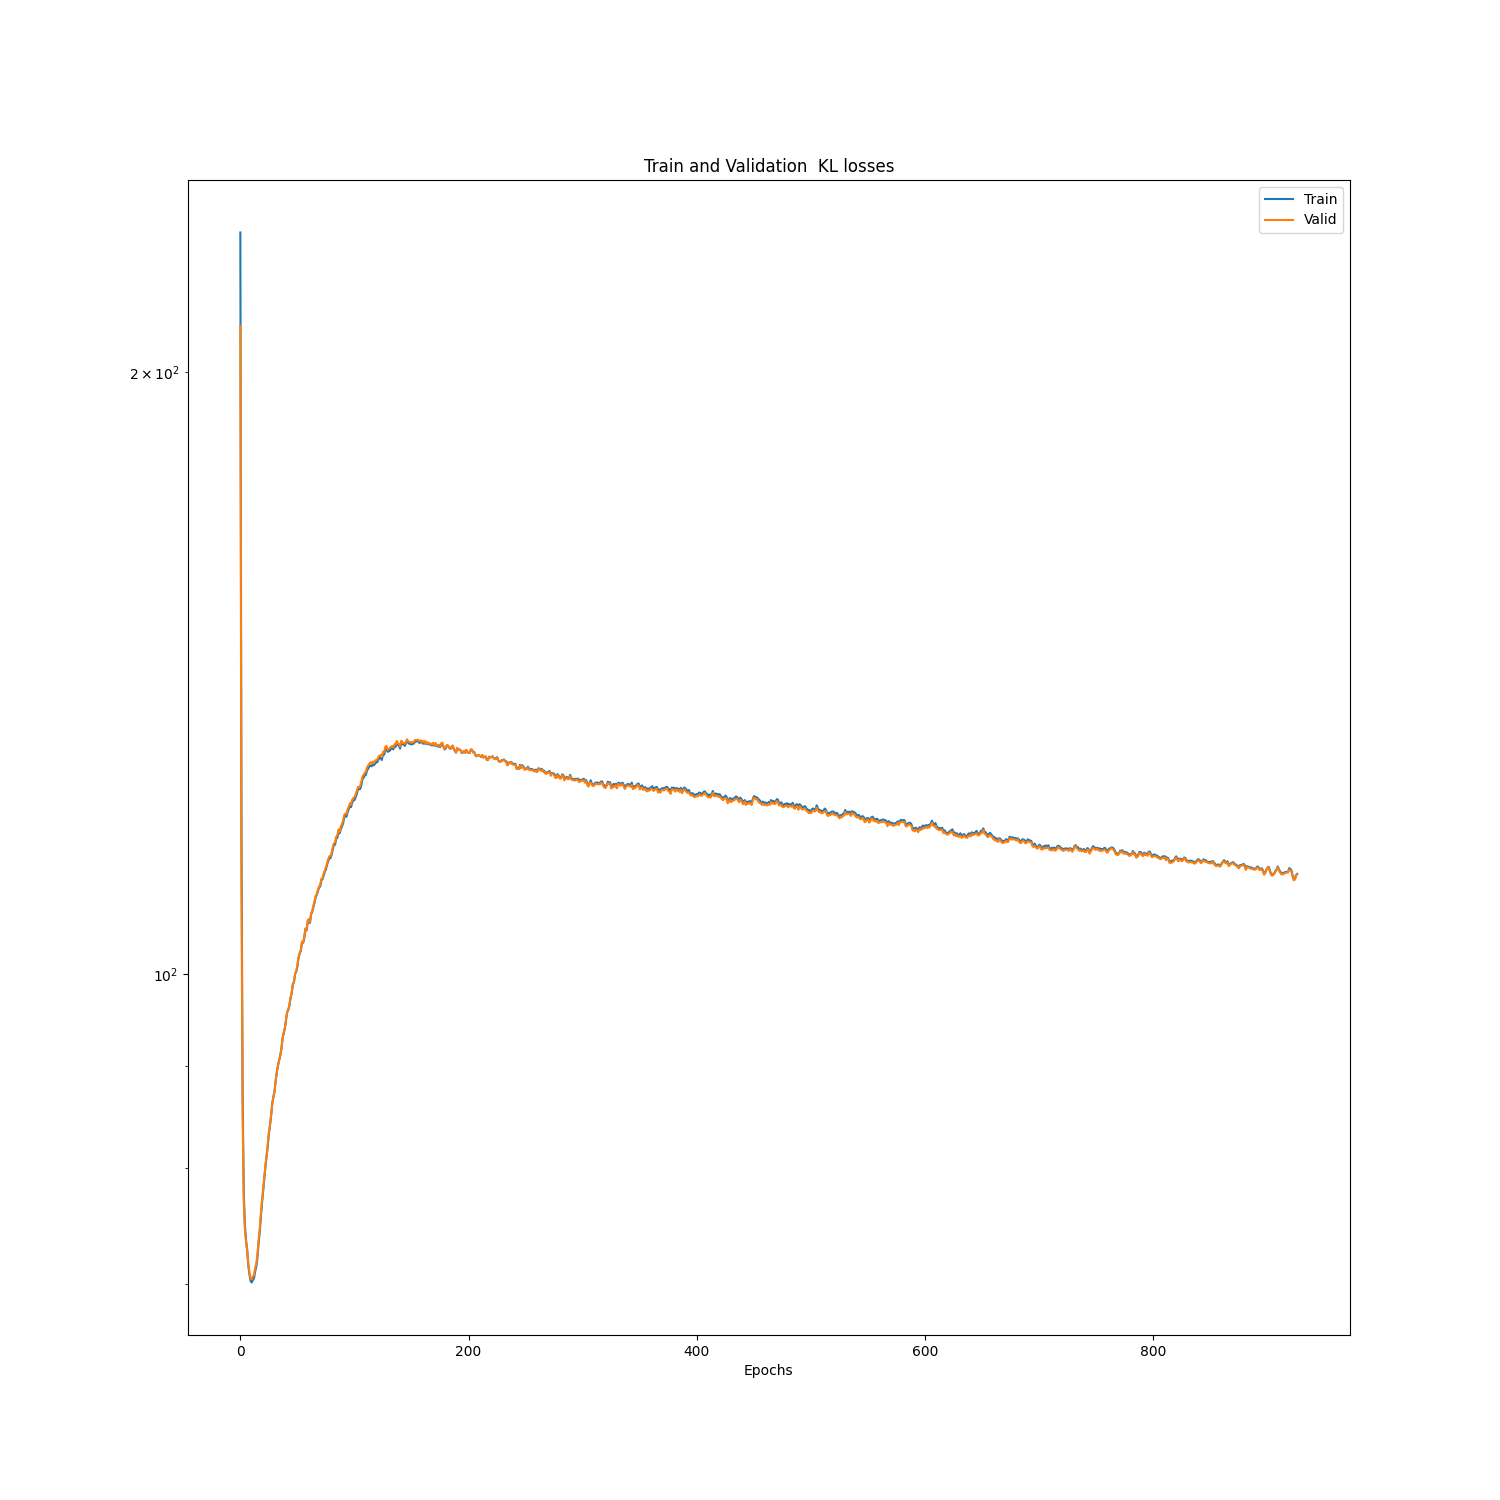 Train and Validation  KL losses
Train
Valid
2 × 10²
10²
0 200 400 600 800
Epochs